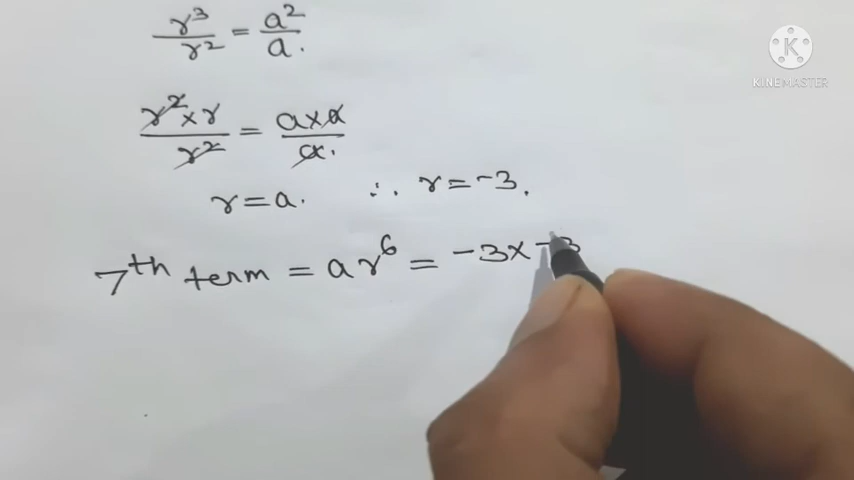 r³/r² = a²/a.
K
KINEMASTER
r²×r/r² = a×a/a.
r=a. ∴ r=-3.
7th term = ar⁶ = -3×-3